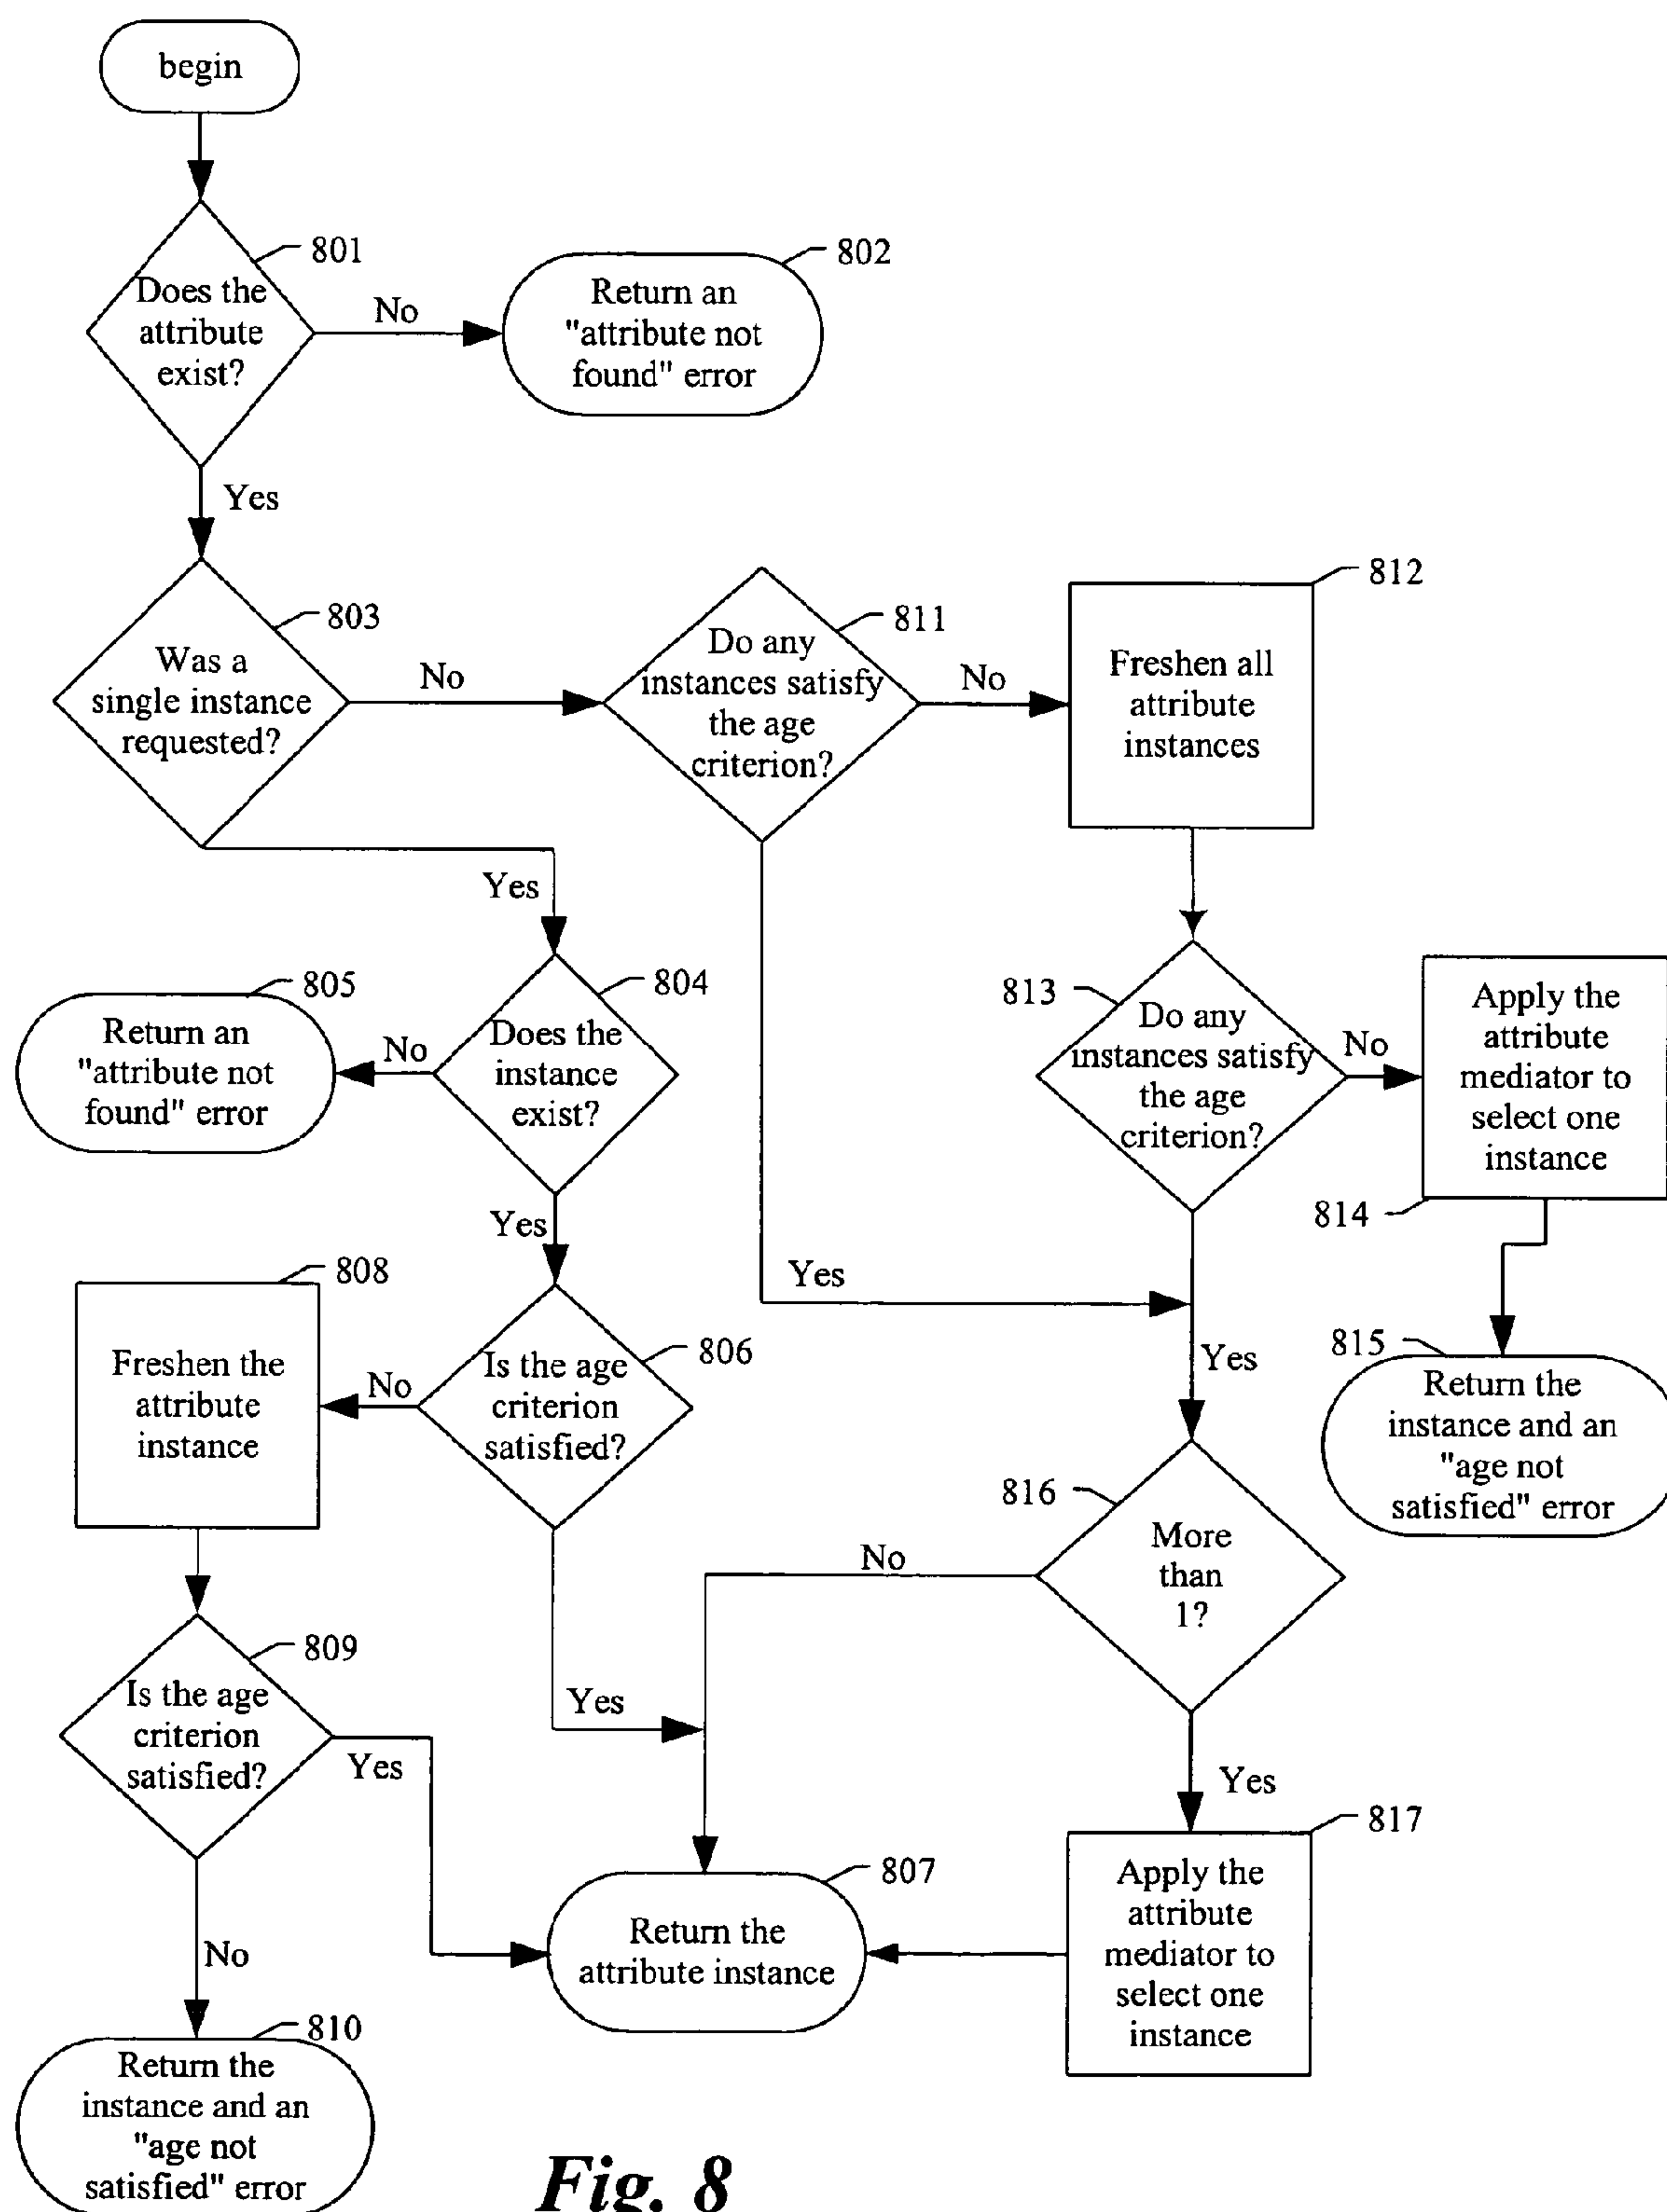 begin
801
Does the
attribute
exist?
No
802
Return an
"attribute not
found" error
Yes
803
Was a
single instance
requested?
No
811
Do any
instances satisfy
the age
criterion?
No
812
Freshen all
attribute
instances
Yes
804
Does the
instance
exist?
No
805
Return an
"attribute not
found" error
813
Do any
instances satisfy
the age
criterion?
No
Apply the
attribute
mediator to
select one
instance
814
Yes
Yes
808
Freshen the
attribute
instance
No
806
Is the age
criterion
satisfied?
Yes
815
Return the
instance and an
"age not
satisfied" error
816
More
than
1?
No
809
Is the age
criterion
satisfied?
Yes
Yes
Yes
817
Apply the
attribute
mediator to
select one
instance
807
Return the
attribute instance
No
810
Return the
instance and an
"age not
satisfied" error
Fig. 8